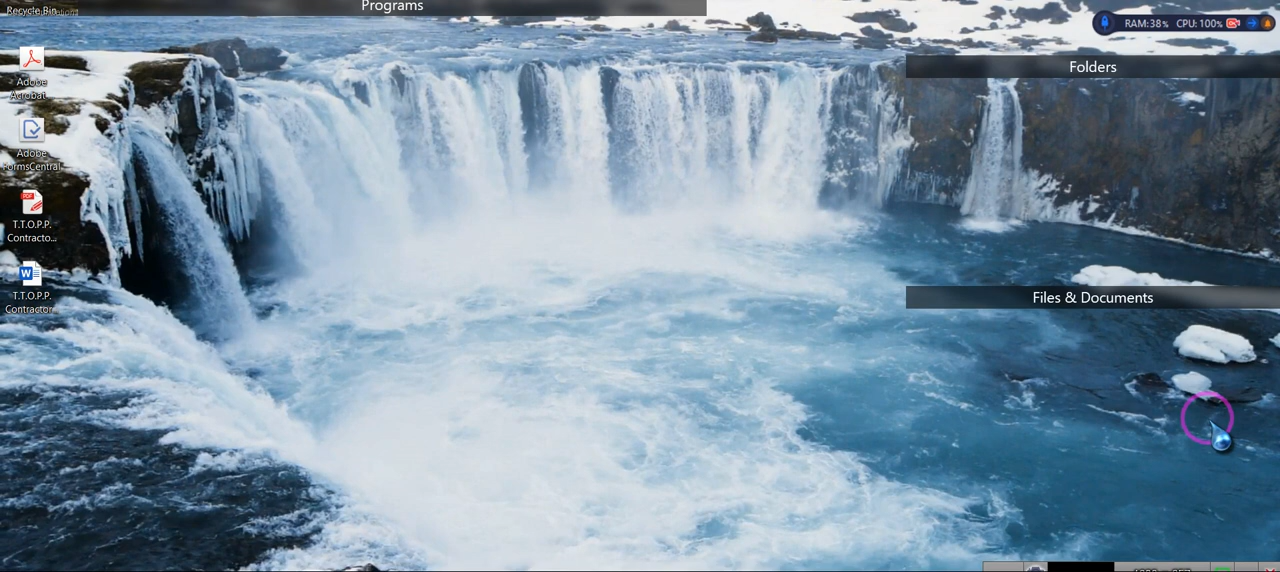 Programs
Recycle Bin
RAM:38% CPU:100%
Folders
Adobe
Acrobat
Adobe
FormsCentral
T.T.O.P.P.
Contracto...
T.T.O.P.P.
Contractor
Files & Documents